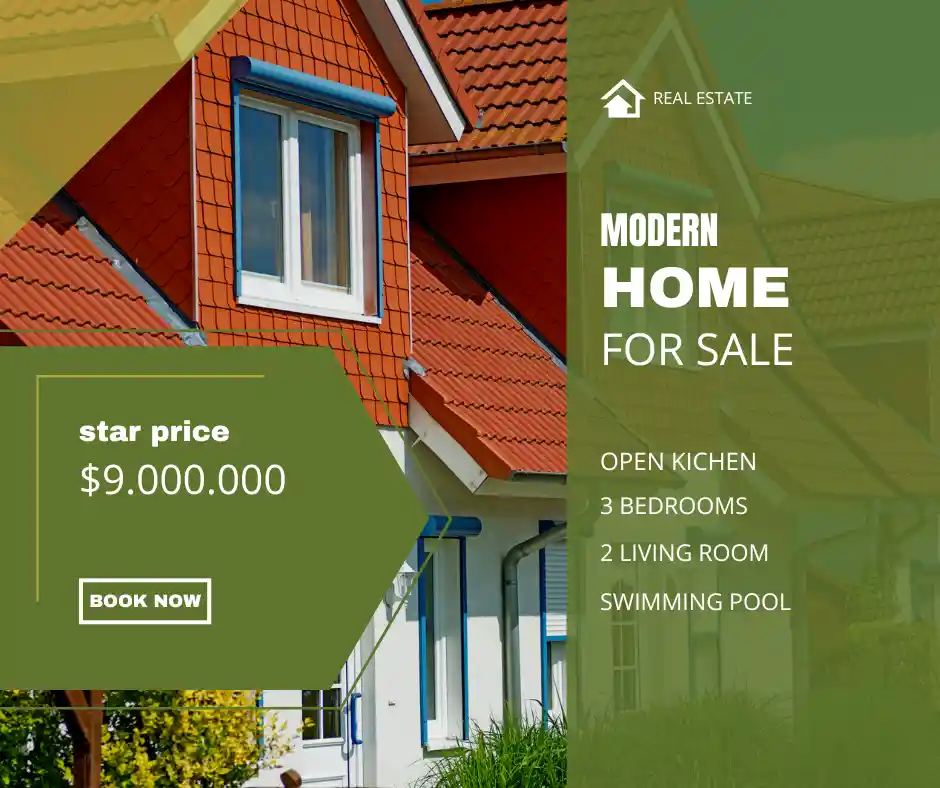 REAL ESTATE
MODERN
HOME
FOR SALE
OPEN KICHEN
3 BEDROOMS
2 LIVING ROOM
SWIMMING POOL
star price
$9.000.000
BOOK NOW